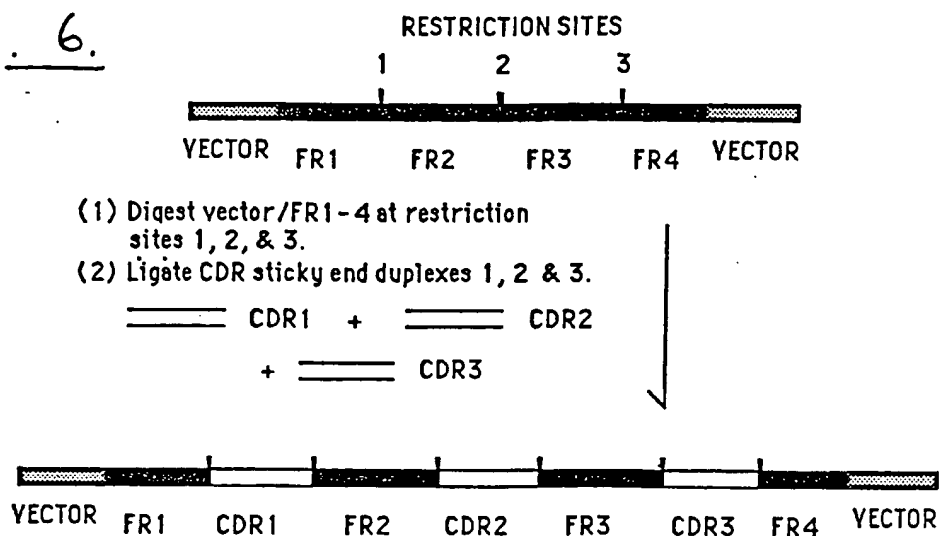 . 6.
RESTRICTION SITES
1 2 3
VECTOR FR1 FR2 FR3 FR4 VECTOR
(1) Digest vector/FR1-4 at restriction
sites 1, 2, & 3.
(2) Ligate CDR sticky end duplexes 1, 2 & 3.
CDR1 + CDR2
+ CDR3
VECTOR FR1 CDR1 FR2 CDR2 FR3 CDR3 FR4 VECTOR